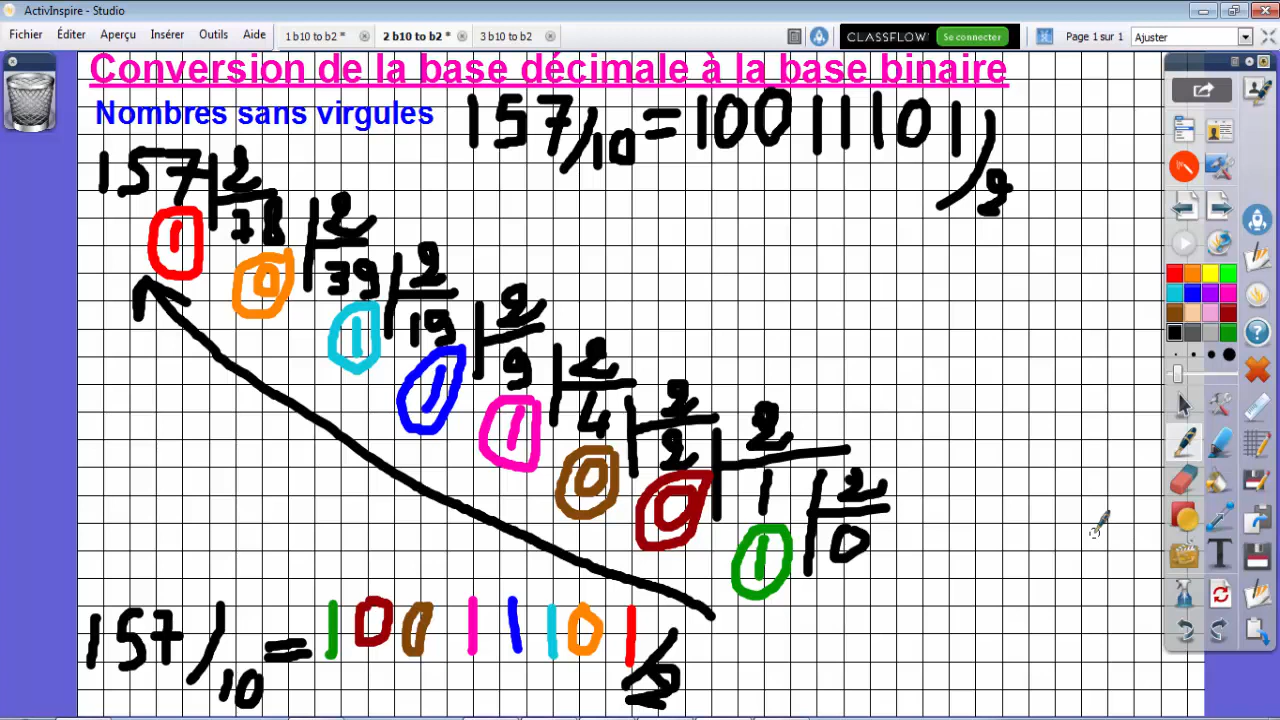 ActivInspire - Studio
Fichier Éditer Aperçu Insérer Outils Aide
1 b10 to b2 * 2 b10 to b2 * 3 b10 to b2
CLASSFLOW Se connecter
Page 1 sur 1 Ajuster
Conversion de la base décimale à la base binaire
Nombres sans virgules
157/10 = 10011101/2
157 2
1 78 2
0 39 2
1 19 2
1 9 2
1 4 2
0 2 2
0 1 2
1 0
157/10 = 10011101/2
T